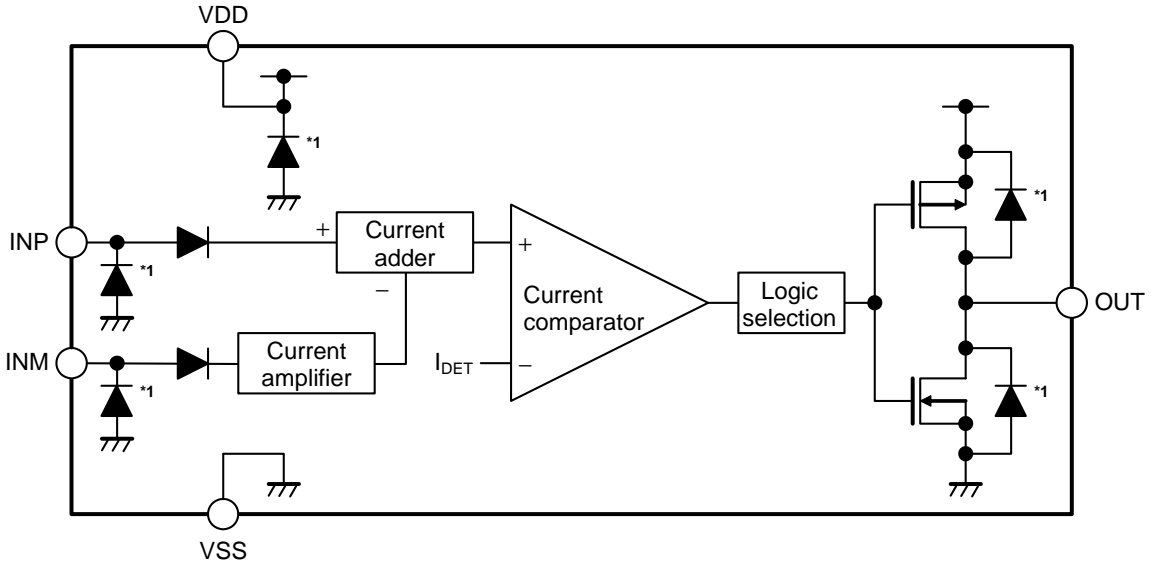 VDD
*1
*1
INP
+
Current
adder
+
*1
−
Current
comparator
Logic
selection
OUT
INM
Current
amplifier
I_DET
−
*1
*1
*1
VSS